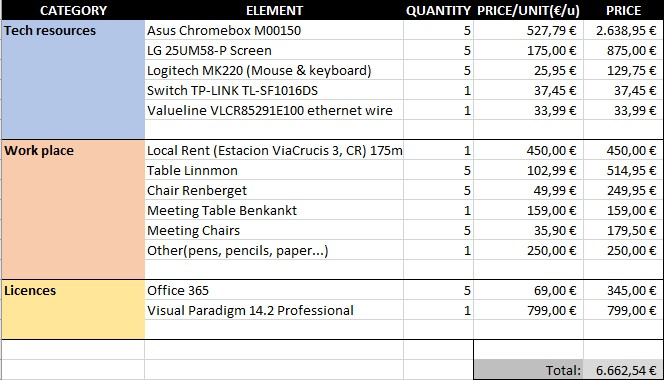 CATEGORY ELEMENT QUANTITY PRICE/UNIT(€/u) PRICE
Tech resources Asus Chromebox M00150 5 527,79 € 2.638,95 €
LG 25UM58-P Screen 5 175,00 € 875,00 €
Logitech MK220 (Mouse & keyboard) 5 25,95 € 129,75 €
Switch TP-LINK TL-SF1016DS 1 37,45 € 37,45 €
Valueline VLCR85291E100 ethernet wire 1 33,99 € 33,99 €
Work place Local Rent (Estacion ViaCrucis 3, CR) 175m 1 450,00 € 450,00 €
Table Linnmon 5 102,99 € 514,95 €
Chair Renberget 5 49,99 € 249,95 €
Meeting Table Benkankt 1 159,00 € 159,00 €
Meeting Chairs 5 35,90 € 179,50 €
Other(pens, pencils, paper...) 1 250,00 € 250,00 €
Licences Office 365 5 69,00 € 345,00 €
Visual Paradigm 14.2 Professional 1 799,00 € 799,00 €
Total: 6.662,54 €